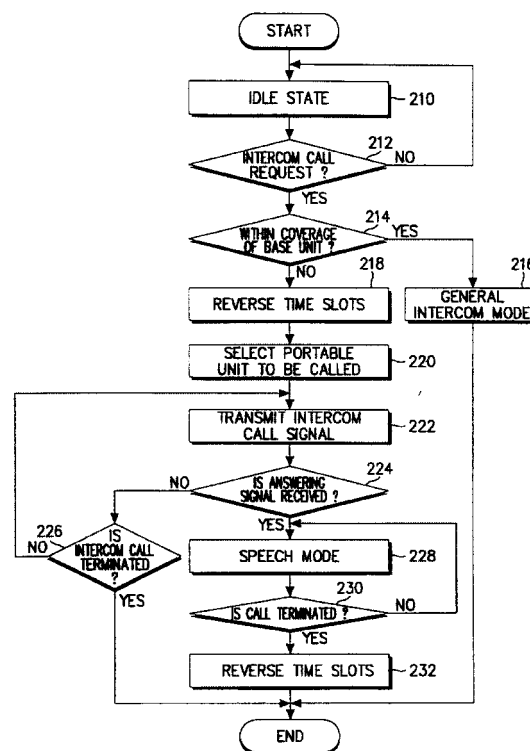 START
IDLE STATE
210
INTERCOM CALL
REQUEST ?
212
NO
YES
WITHIN COVERAGE
OF BASE UNIT ?
214
YES
NO
REVERSE TIME SLOTS
218
GENERAL
INTERCOM MODE
216
SELECT PORTABLE
UNIT TO BE CALLED
220
TRANSMIT INTERCOM
CALL SIGNAL
222
IS ANSWERING
SIGNAL RECEIVED ?
224
NO
YES
IS
INTERCOM CALL
TERMINATED
?
226
NO
YES
SPEECH MODE
228
IS CALL TERMINATED ?
230
NO
YES
REVERSE TIME SLOTS
232
END